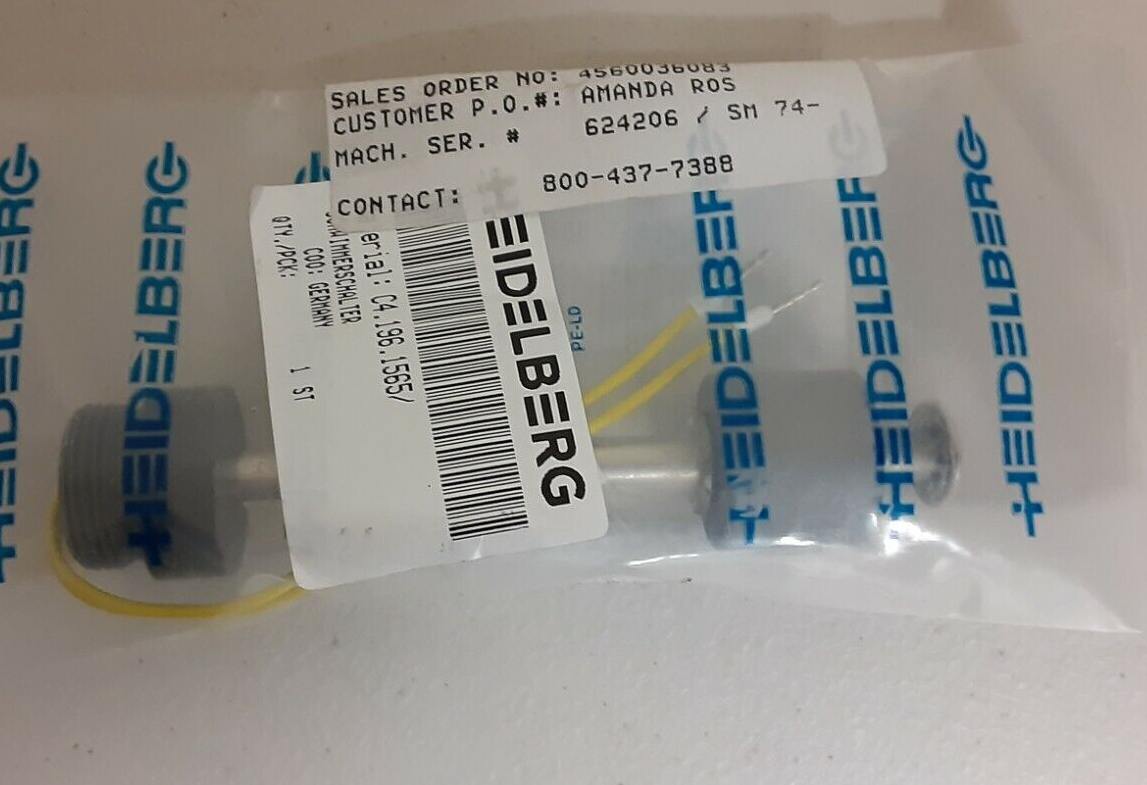 SALES ORDER NO: 4560036083
CUSTOMER P.O.#: AMANDA ROS
MACH. SER. # 624206 / SM 74-
CONTACT: 800-437-7388
HEIDELBERG
erial: C4.196.1565/
COO: GERMANY
QTY./PCK: 1 ST
PE-LD
HEIDELBERG
HEIDELBERG
HEIDELBERG
HEIDELBERG
HEIDELBERG